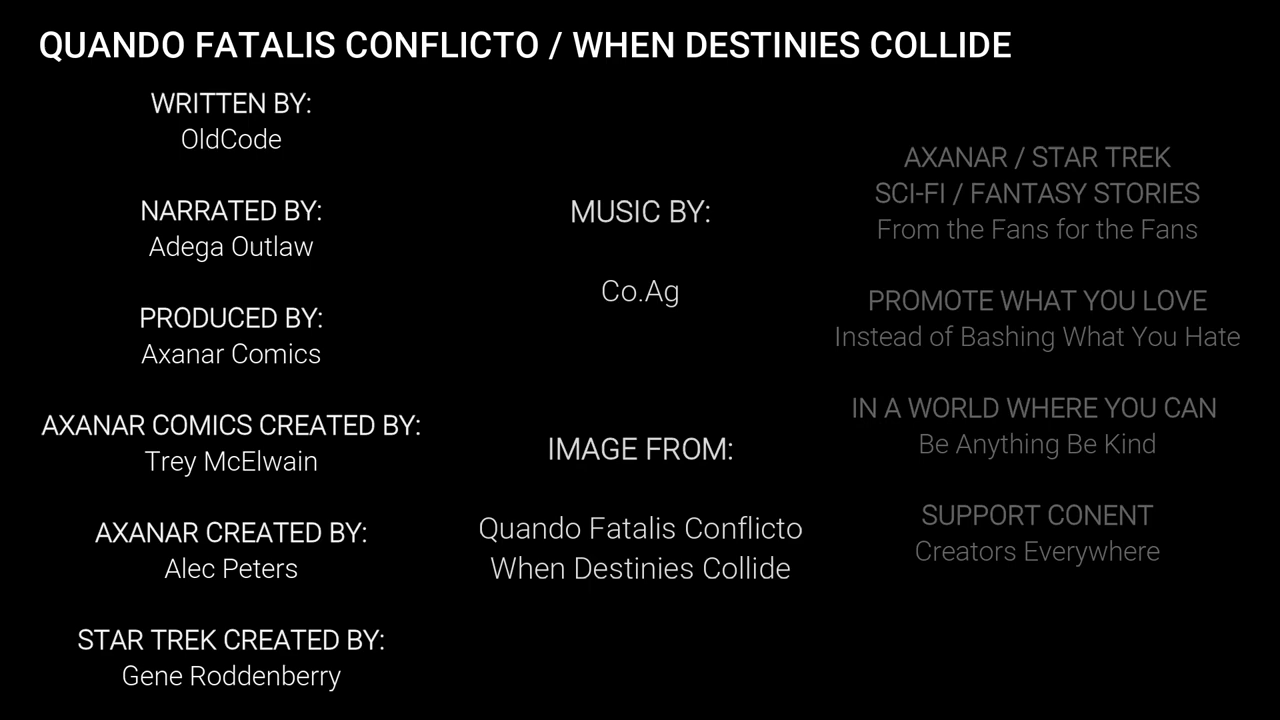 QUANDO FATALIS CONFLICTO / WHEN DESTINIES COLLIDE
WRITTEN BY:
OldCode
NARRATED BY:
Adega Outlaw
PRODUCED BY:
Axanar Comics
AXANAR COMICS CREATED BY:
Trey McElwain
AXANAR CREATED BY:
Alec Peters
STAR TREK CREATED BY:
Gene Roddenberry
MUSIC BY:
Co.Ag
IMAGE FROM:
Quando Fatalis Conflicto
When Destinies Collide
AXANAR / STAR TREK
SCI-FI / FANTASY STORIES
From the Fans for the Fans
PROMOTE WHAT YOU LOVE
Instead of Bashing What You Hate
IN A WORLD WHERE YOU CAN
Be Anything Be Kind
SUPPORT CONENT
Creators Everywhere